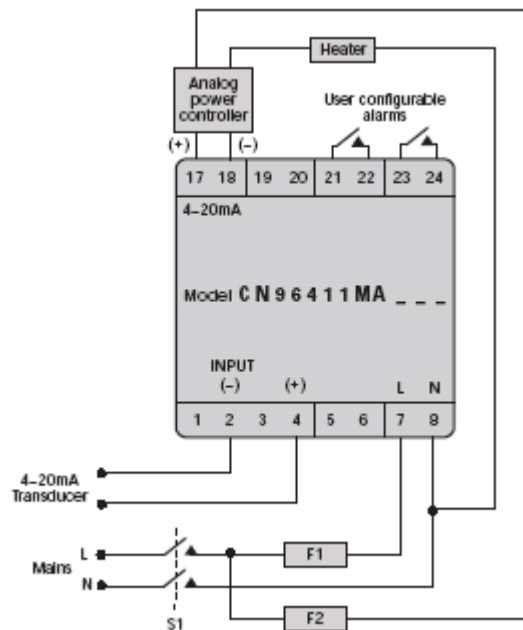 Heater
Analog
power
controller
User configurable
alarms
(+) (-)
17 18 19 20 21 22 23 24
4-20mA
Model CN96411MA _ _ _
INPUT
(-) (+) L N
1 2 3 4 5 6 7 8
4-20mA
Transducer
L
Mains
N
F1
F2
S1